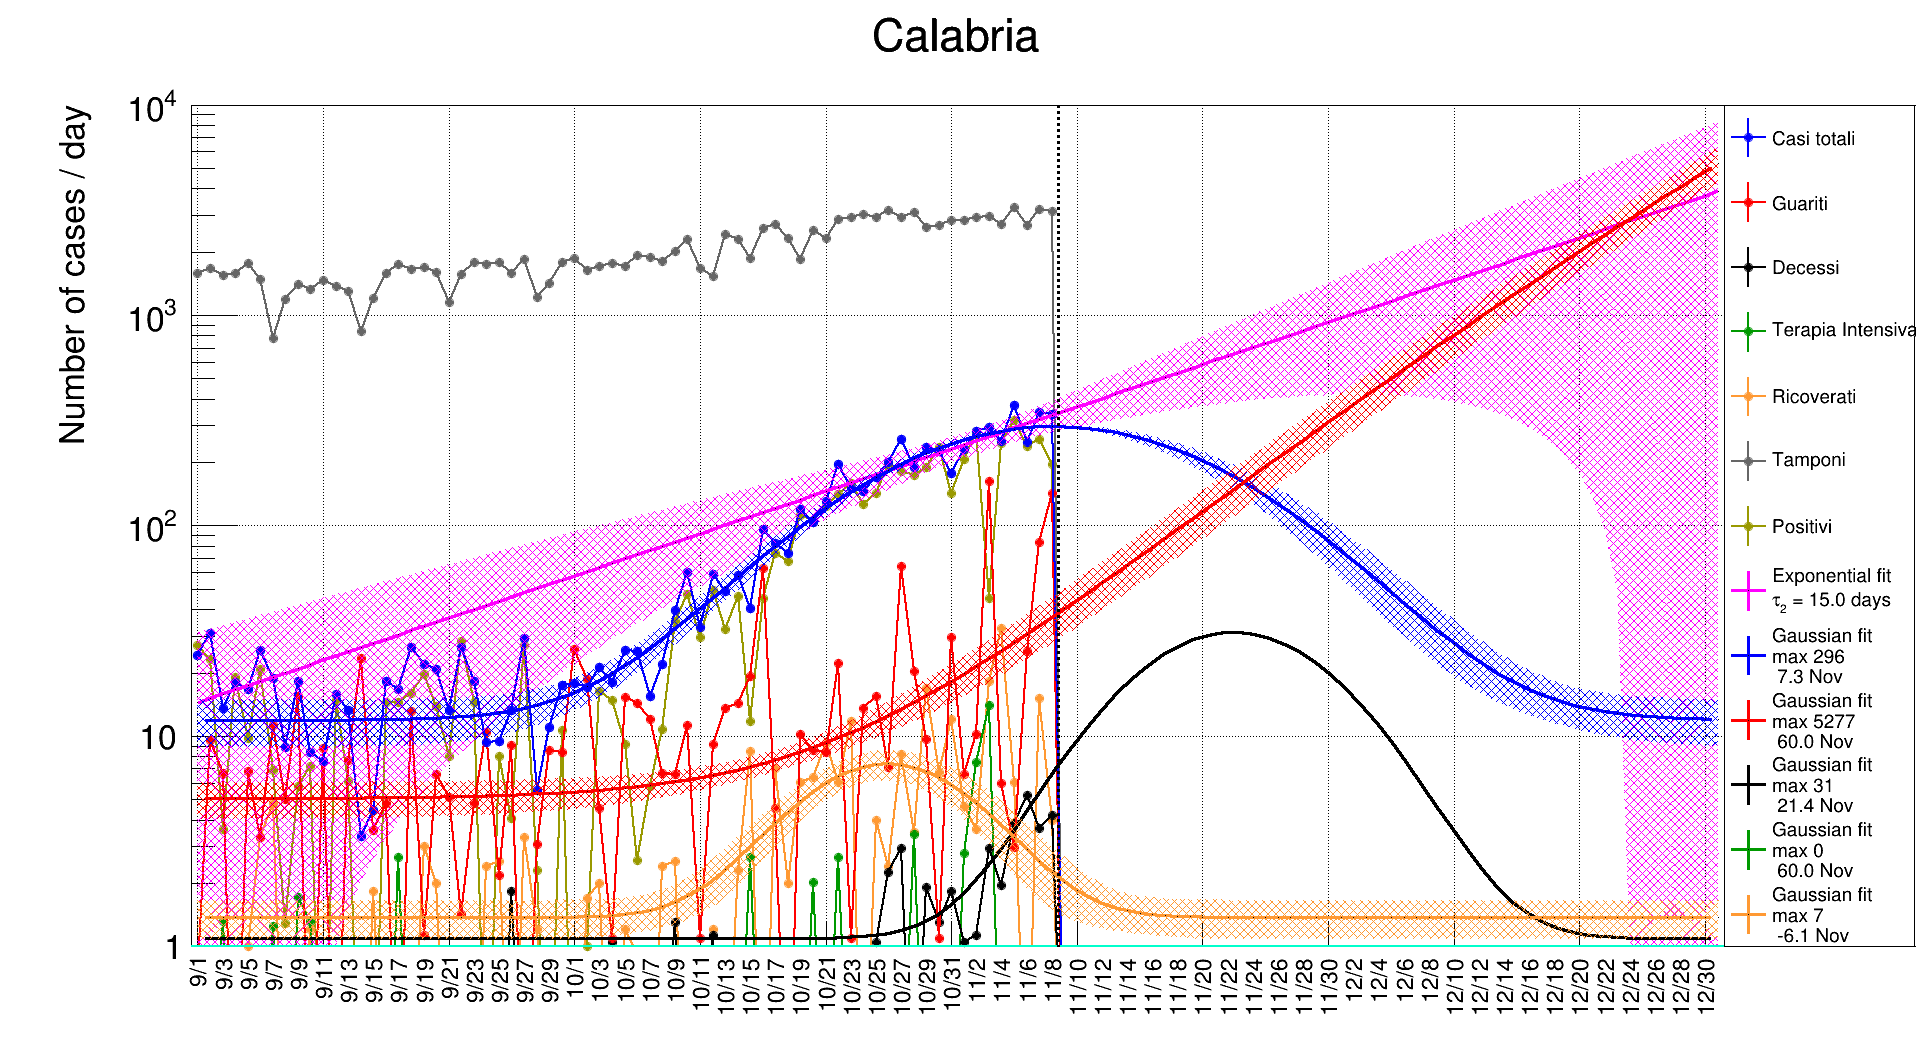 Calabria
Number of cases / day
10^4
10^3
10^2
10
1
9/1 9/3 9/5 9/7 9/9 9/11 9/13 9/15 9/17 9/19 9/21 9/23 9/25 9/27 9/29 10/1 10/3 10/5 10/7 10/9 10/11 10/13 10/15 10/17 10/19 10/21 10/23 10/25 10/27 10/29 10/31 11/2 11/4 11/6 11/8 11/10 11/12 11/14 11/16 11/18 11/20 11/22 11/24 11/26 11/28 11/30 12/2 12/4 12/6 12/8 12/10 12/12 12/14 12/16 12/18 12/20 12/22 12/24 12/26 12/28 12/30
Casi totali
Guariti
Decessi
Terapia Intensiva
Ricoverati
Tamponi
Positivi
Exponential fit
τ₂ = 15.0 days
Gaussian fit
max 296
7.3 Nov
Gaussian fit
max 5277
60.0 Nov
Gaussian fit
max 31
21.4 Nov
Gaussian fit
max 0
60.0 Nov
Gaussian fit
max 7
-6.1 Nov